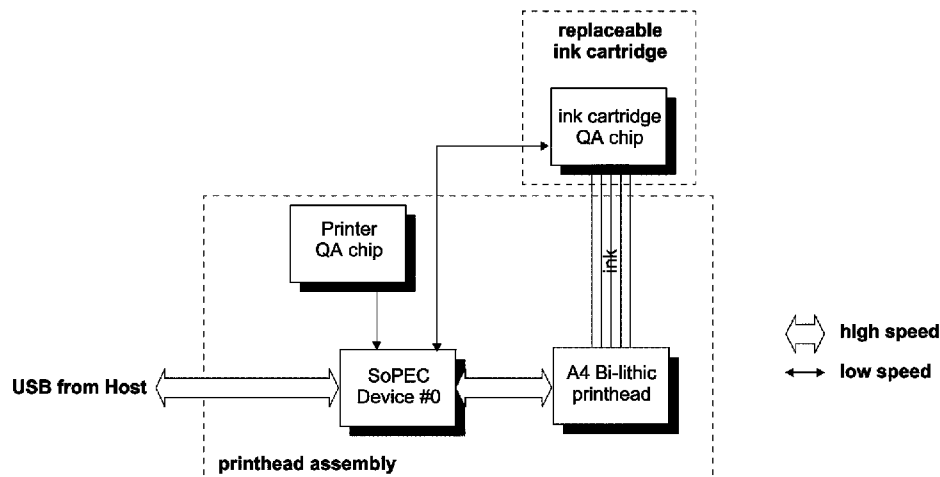 replaceable
ink cartridge
ink cartridge
QA chip
Printer
QA chip
ink
high speed
USB from Host
SoPEC
Device #0
A4 Bi-lithic
printhead
low speed
printhead assembly